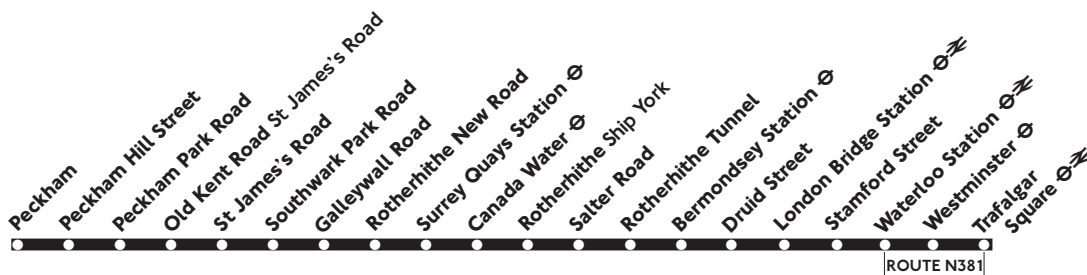 Peckham
Peckham Hill Street
Peckham Park Road
Old Kent Road St James's Road
St James's Road
Southwark Park Road
Galleywall Road
Rotherhithe New Road
Surrey Quays Station
Canada Water
Rotherhithe Ship York
Salter Road
Rotherhithe Tunnel
Bermondsey Station
Druid Street
London Bridge Station
Stamford Street
Waterloo Station
Westminster
Trafalgar
Square
ROUTE N381